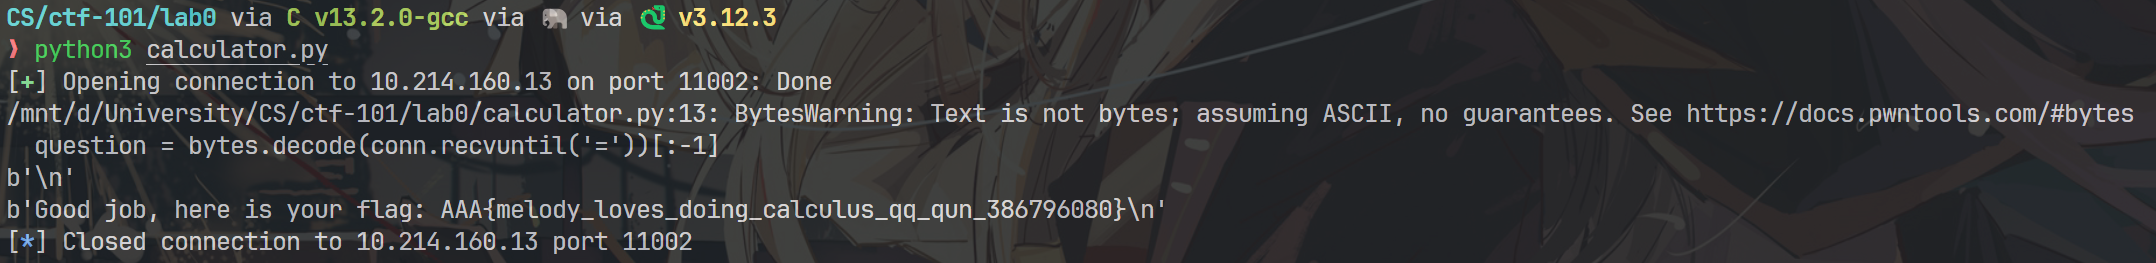 CS/ctf-101/lab0 via C v13.2.0-gcc via 🐘 via 🐍 v3.12.3
❯ python3 calculator.py
[+] Opening connection to 10.214.160.13 on port 11002: Done
/mnt/d/University/CS/ctf-101/lab0/calculator.py:13: BytesWarning: Text is not bytes; assuming ASCII, no guarantees. See https://docs.pwntools.com/#bytes
  question = bytes.decode(conn.recvuntil('='))[:-1]
b'\n'
b'Good job, here is your flag: AAA{melody_loves_doing_calculus_qq_qun_386796080}\n'
[*] Closed connection to 10.214.160.13 port 11002